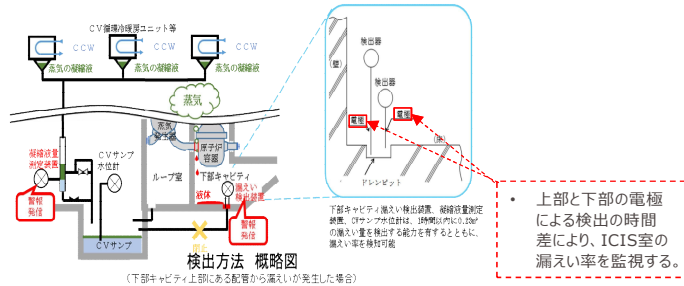 CV循環冷暖房ユニット等
CCW
CCW
CCW
蒸気の凝縮液
蒸気の凝縮液
蒸気の凝縮液
蒸気
蒸気
発生器
原子炉
容器
凝縮液量
測定装置
CVサンプ
水位計
ループ室
下部キャビティ
漏えい
検出装置
液体
警報
発信
警報
発信
CVサンプ
閉止
検出方法 概略図
(下部キャビティ上部にある配管から漏えいが発生した場合)
検出器
検出器
(壁)
電極
電極
(床)
ドレンピット
下部キャビティ漏えい検出装置、凝縮液量測定
装置、CVサンプ水位計は、1時間以内に0.23m³
の漏えい量を検出する能力を有するとともに、
漏えい率を検知可能
• 上部と下部の電極
による検出の時間
差により、ICIS室の
漏えい率を監視する。